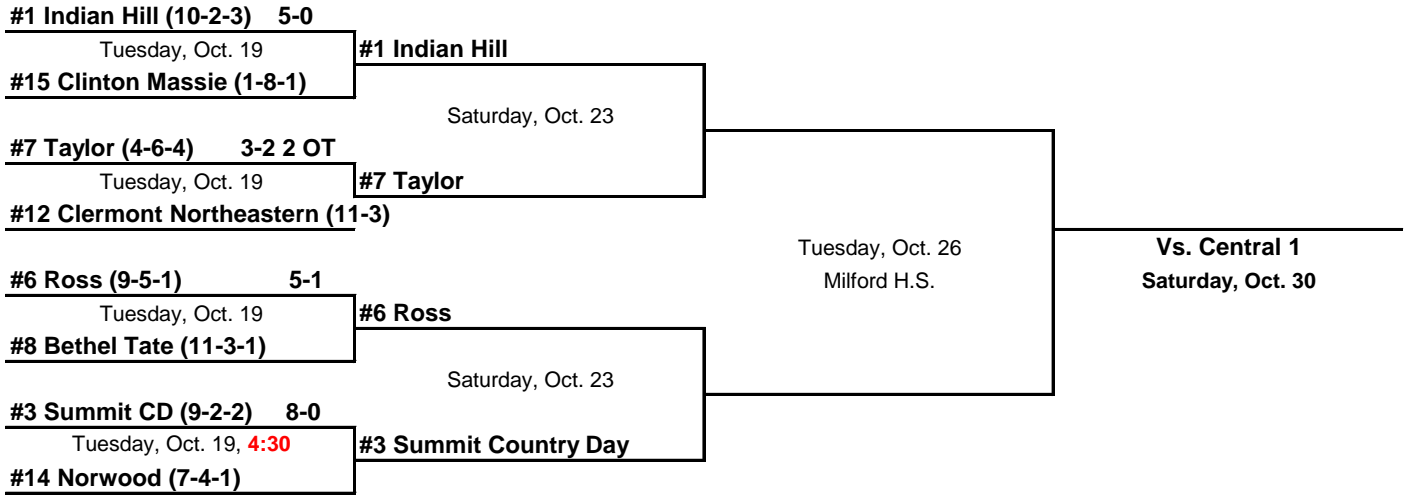 #1 Indian Hill (10-2-3) 5-0
Tuesday, Oct. 19
#1 Indian Hill
#15 Clinton Massie (1-8-1)
Saturday, Oct. 23
#7 Taylor (4-6-4) 3-2 2 OT
Tuesday, Oct. 19
#7 Taylor
#12 Clermont Northeastern (11-3)
Tuesday, Oct. 26
Milford H.S.
Vs. Central 1
Saturday, Oct. 30
#6 Ross (9-5-1) 5-1
Tuesday, Oct. 19
#6 Ross
#8 Bethel Tate (11-3-1)
Saturday, Oct. 23
#3 Summit CD (9-2-2) 8-0
Tuesday, Oct. 19, 4:30
#3 Summit Country Day
#14 Norwood (7-4-1)